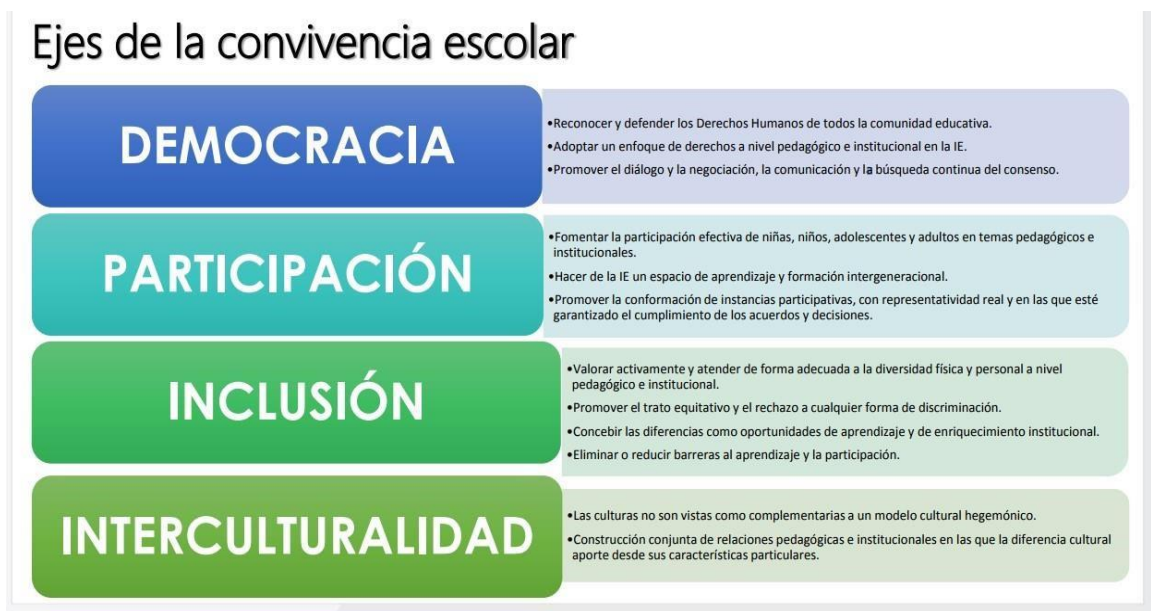 Ejes de la convivencia escolar
DEMOCRACIA
•Reconocer y defender los Derechos Humanos de todos la comunidad educativa.
•Adoptar un enfoque de derechos a nivel pedagógico e institucional en la IE.
•Promover el diálogo y la negociación, la comunicación y la búsqueda continua del consenso.
PARTICIPACIÓN
•Fomentar la participación efectiva de niñas, niños, adolescentes y adultos en temas pedagógicos e
institucionales.
•Hacer de la IE un espacio de aprendizaje y formación intergeneracional.
•Promover la conformación de instancias participativas, con representatividad real y en las que esté
garantizado el cumplimiento de los acuerdos y decisiones.
INCLUSIÓN
•Valorar activamente y atender de forma adecuada a la diversidad física y personal a nivel
pedagógico e institucional.
•Promover el trato equitativo y el rechazo a cualquier forma de discriminación.
•Concebir las diferencias como oportunidades de aprendizaje y de enriquecimiento institucional.
•Eliminar o reducir barreras al aprendizaje y la participación.
INTERCULTURALIDAD
•Las culturas no son vistas como complementarias a un modelo cultural hegemónico.
•Construcción conjunta de relaciones pedagógicas e institucionales en las que la diferencia cultural
aporte desde sus características particulares.